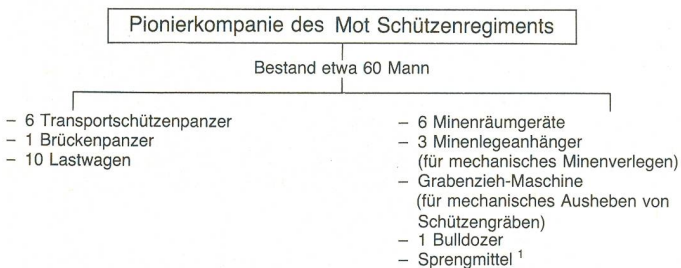 Pionierkompanie des Mot Schützenregiments
Bestand etwa 60 Mann
– 6 Transportschützenpanzer
– 1 Brückenpanzer
– 10 Lastwagen
– 6 Minenräumgeräte
– 3 Minenlegeanhänger
(für mechanisches Minenverlegen)
– Grabenzieh-Maschine
(für mechanisches Ausheben von
Schützengräben)
– 1 Bulldozer
– Sprengmittel 1